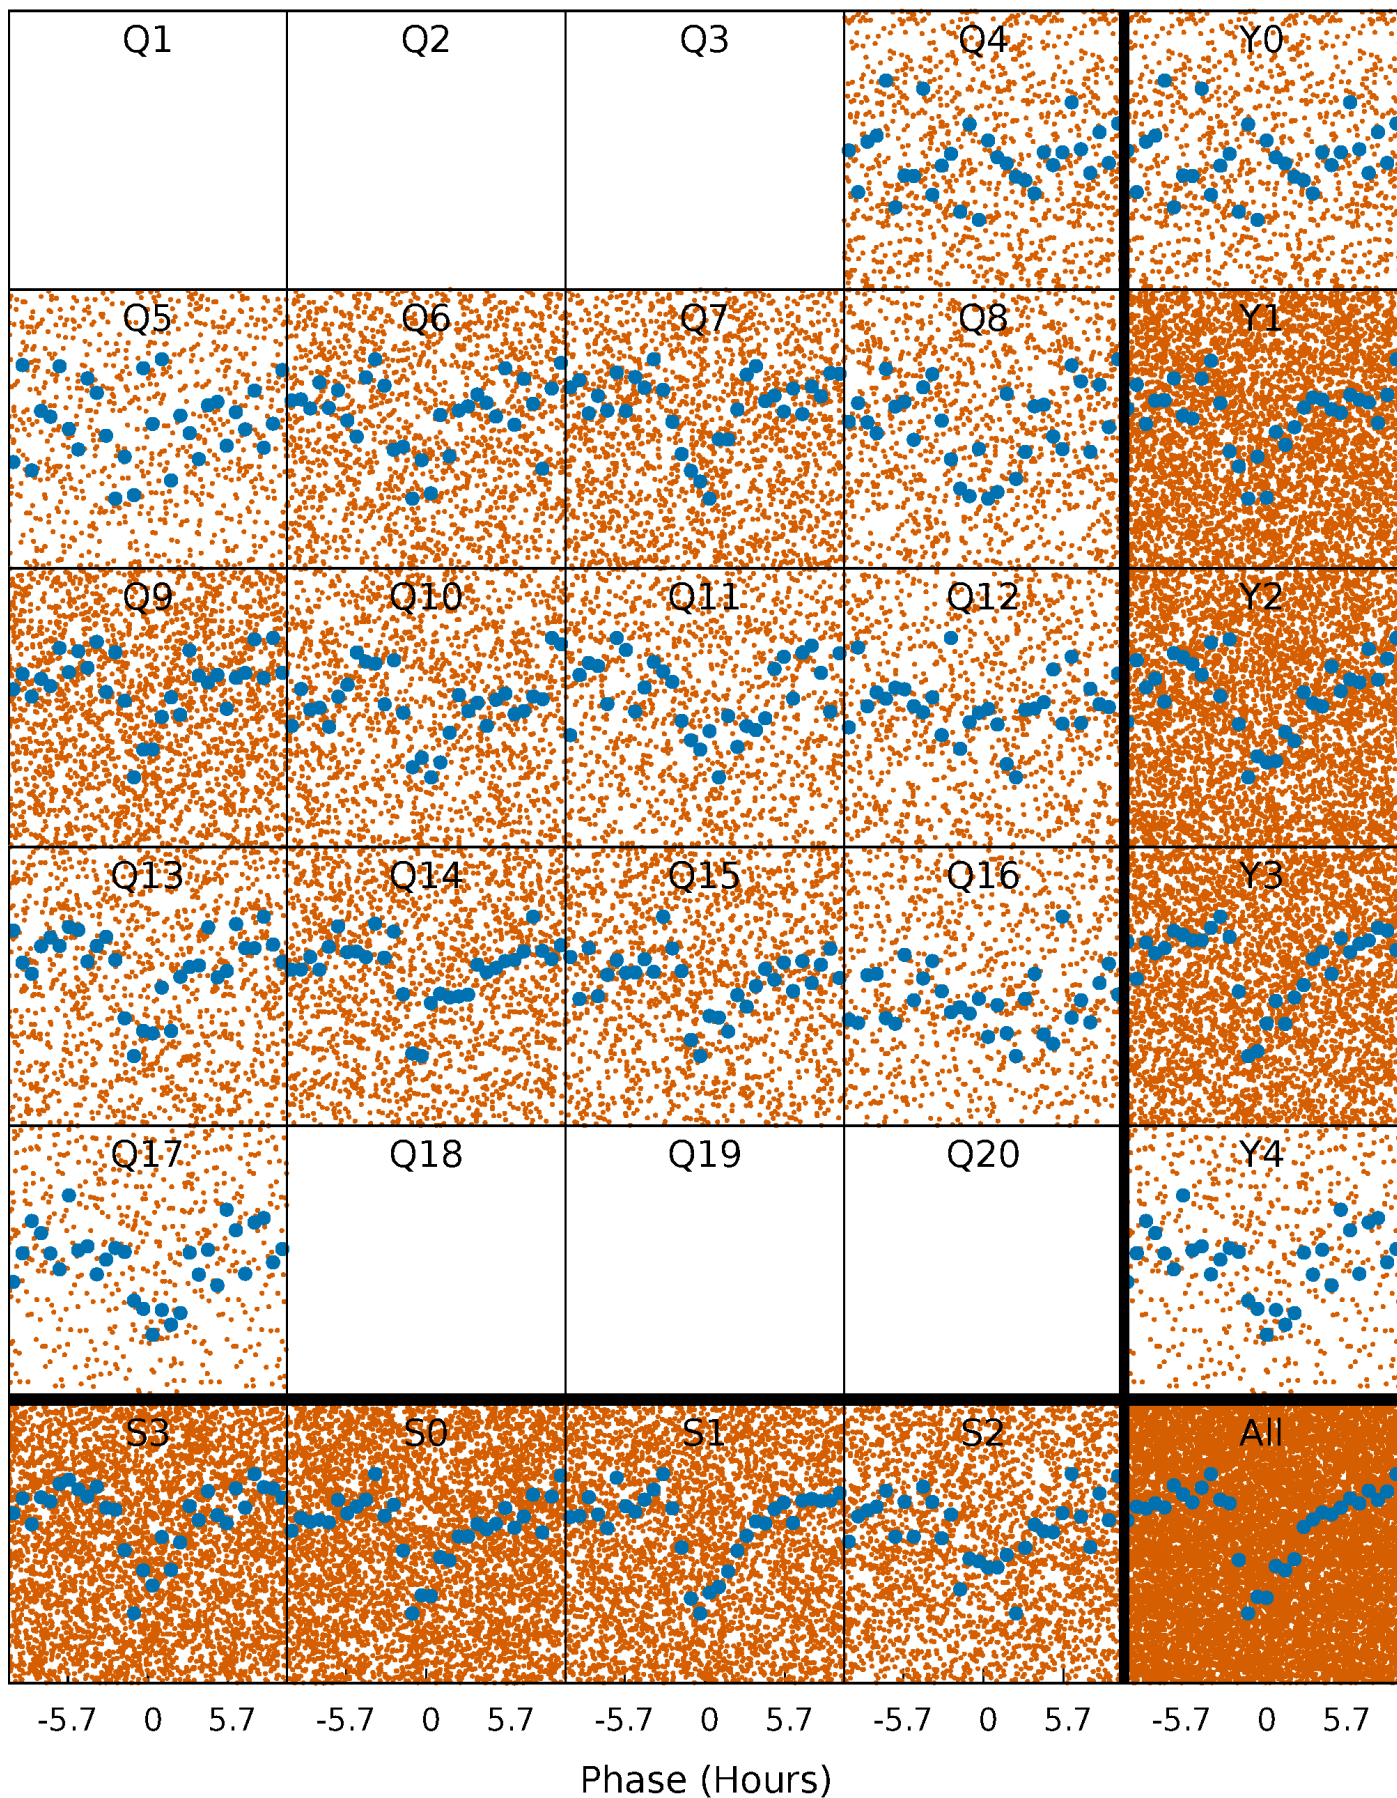 Q1 Q2 Q3 Q4 Y0
Q5 Q6 Q7 Q8 Y1
Q9 Q10 Q11 Q12 Y2
Q13 Q14 Q15 Q16 Y3
Q17 Q18 Q19 Q20 Y4
S3 S0 S1 S2 All
-5.7 0 5.7 -5.7 0 5.7 -5.7 0 5.7 -5.7 0 5.7 -5.7 0 5.7
Phase (Hours)